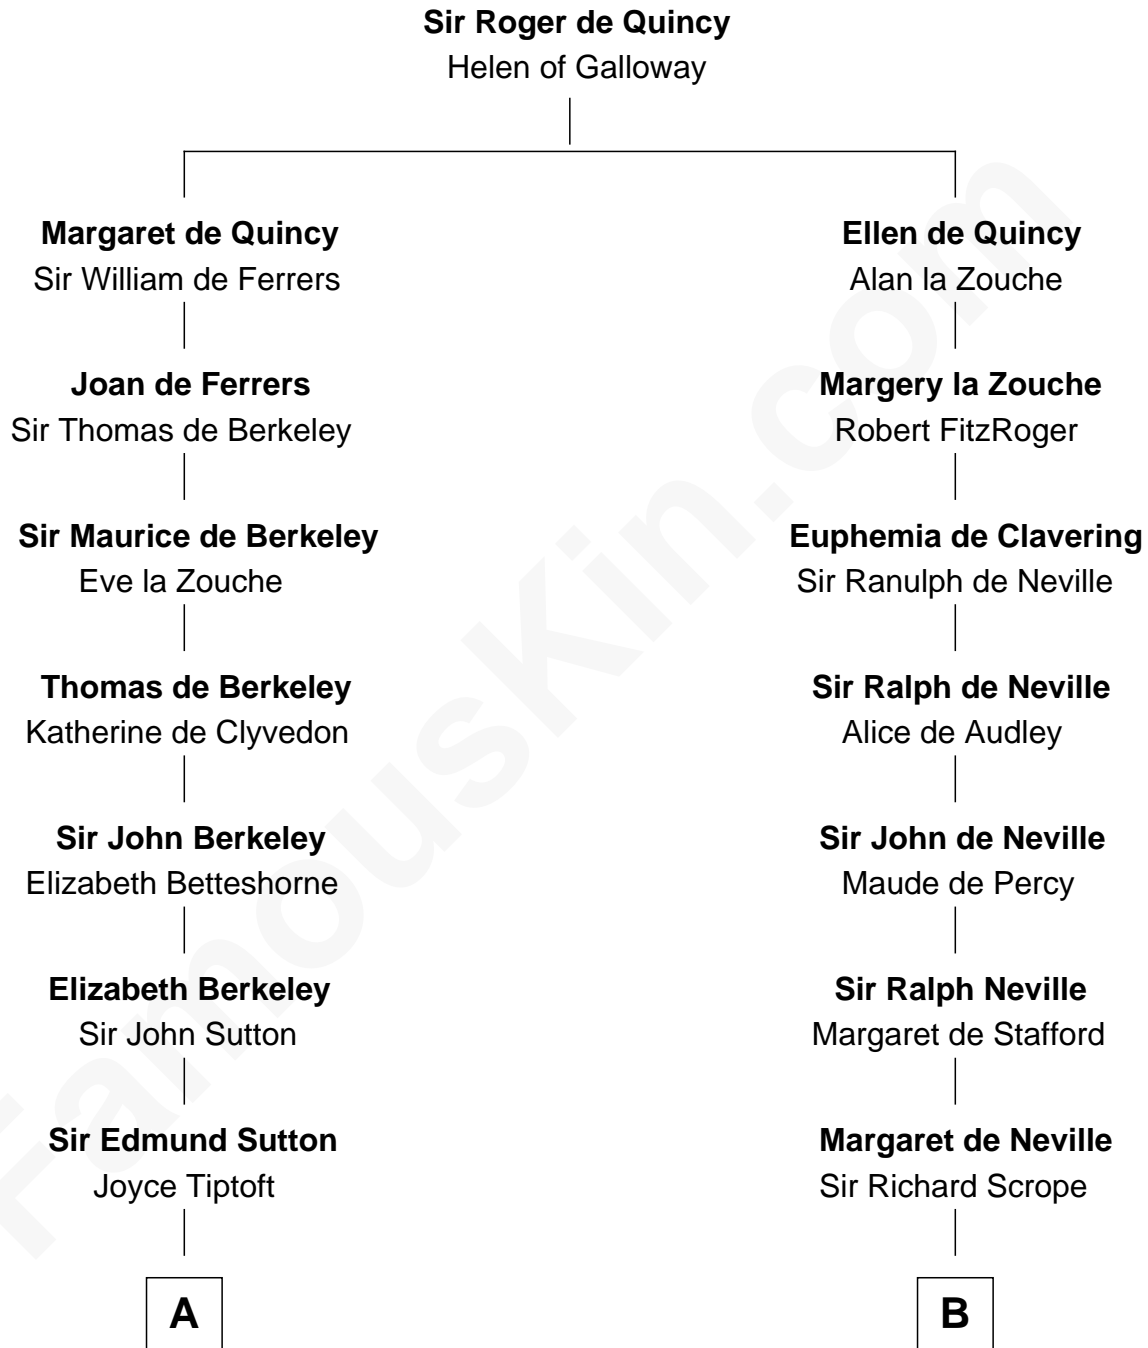 Sir Roger de Quincy
Helen of Galloway
Margaret de Quincy
Sir William de Ferrers
Ellen de Quincy
Alan la Zouche
Joan de Ferrers
Sir Thomas de Berkeley
Margery la Zouche
Robert FitzRoger
Sir Maurice de Berkeley
Eve la Zouche
Euphemia de Clavering
Sir Ranulph de Neville
Thomas de Berkeley
Katherine de Clyvedon
Sir Ralph de Neville
Alice de Audley
Sir John Berkeley
Elizabeth Betteshorne
Sir John de Neville
Maude de Percy
Elizabeth Berkeley
Sir John Sutton
Sir Ralph Neville
Margaret de Stafford
Sir Edmund Sutton
Joyce Tiptoft
Margaret de Neville
Sir Richard Scrope
A
B
FamousKin.com